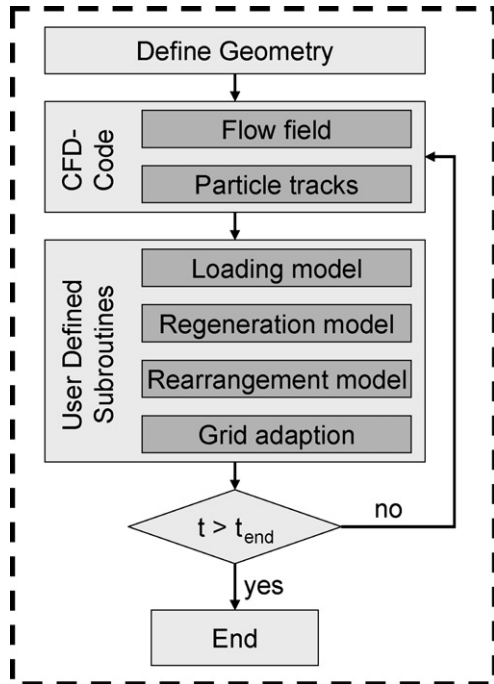 Define Geometry
CFD-
Code
Flow field
Particle tracks
User Defined
Subroutines
Loading model
Regeneration model
Rearrangement model
Grid adaption
t > t_end
no
yes
End